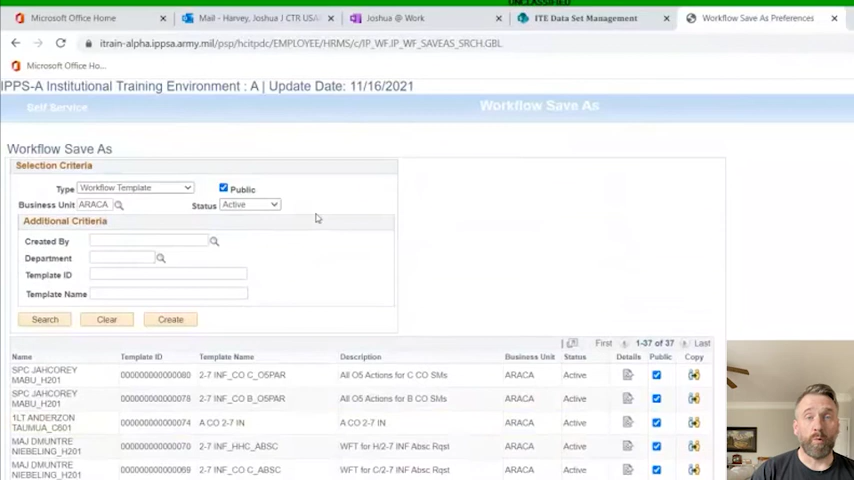 UNCLASSIFIED
Microsoft Office Home
Mail - Harvey, Joshua J CTR USA
Joshua @ Work
ITE Data Set Management
Workflow Save As Preferences
itrain-alpha.ippsa.army.mil/psp/hcitpdc/EMPLOYEE/HRMS/c/IP_WF.IP_WF_SAVEAS_SRCH.GBL
Microsoft Office Ho...
IPPS-A Institutional Training Environment : A | Update Date: 11/16/2021
Self Service
Workflow Save As
Workflow Save As
Selection Criteria
Type Workflow Template Public
Business Unit ARACA Status Active
Additional Critieria
Created By
Department
Template ID
Template Name
Search Clear Create
First 1-37 of 37 Last
Name Template ID Template Name Description Business Unit Status Details Public Copy
SPC JAHCOREY
MABU_H201 000000000000080 2-7 INF_CO C_O5PAR All O5 Actions for C CO SMs ARACA Active
SPC JAHCOREY
MABU_H201 000000000000078 2-7 INF_CO B_O5PAR All O5 Actions for B CO SMs ARACA Active
1LT ANDERZON
TALIMUA_C601 000000000000074 A CO 2-7 IN A CO 2-7 IN ARACA Active
MAJ DMUNTRE
NIEBELING_H201 000000000000070 2-7 INF_HHC_ABSC WFT for H/2-7 INF Absc Rqst ARACA Active
MAJ DMUNTRE
NIEBELING_H201 000000000000069 2-7 INF_CO C_ABSC WFT for C/2-7 INF Absc Rqst ARACA Active